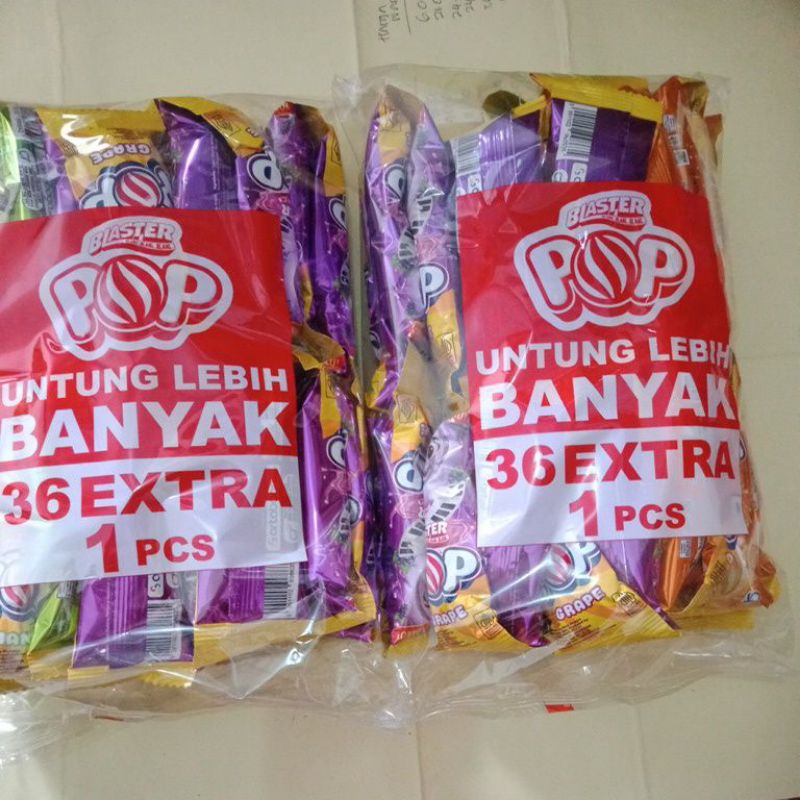 GRAPE
BLASTER
POP
UNTUNG LEBIH
BANYAK
36 EXTRA
1 PCS
BLASTER
POP
UNTUNG LEBIH
BANYAK
36 EXTRA
1 PCS
GRAPE
GRAPE